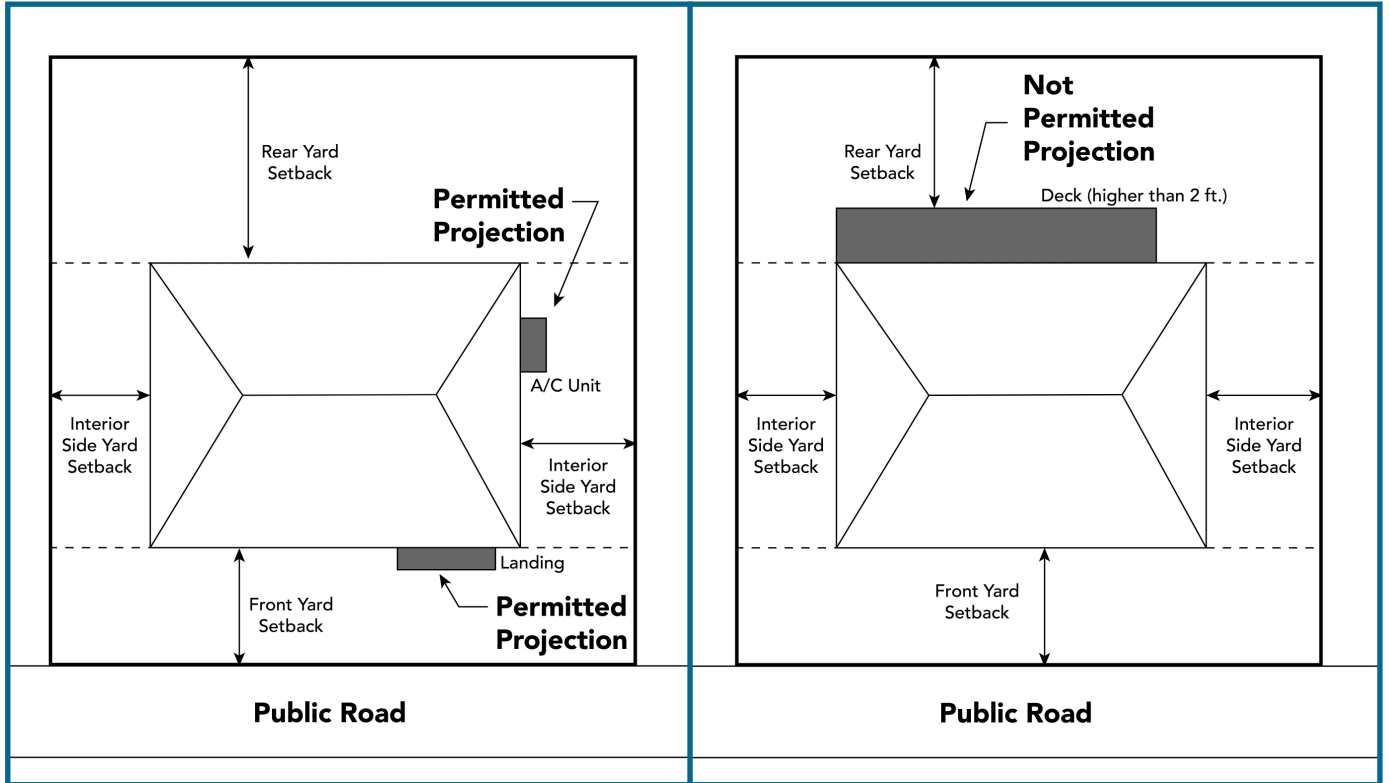 Rear Yard
Setback
Permitted
Projection
A/C Unit
Interior
Side Yard
Setback
Interior
Side Yard
Setback
Landing
Front Yard
Setback
Permitted
Projection
Public Road
Not
Permitted
Projection
Rear Yard
Setback
Deck (higher than 2 ft.)
Interior
Side Yard
Setback
Interior
Side Yard
Setback
Front Yard
Setback
Public Road